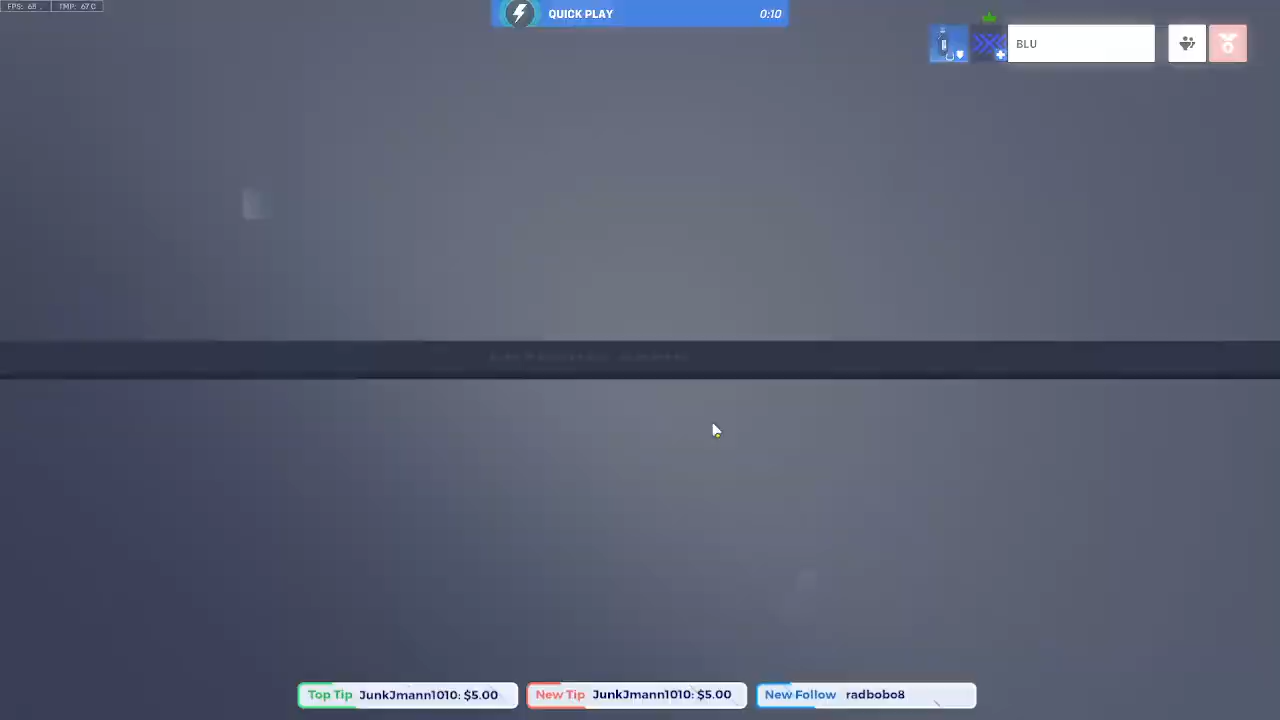 FPS: 68 TMP: 67 C
QUICK PLAY 0:10
BLU
Top Tip JunkJmann1010: $5.00
New Tip JunkJmann1010: $5.00
New Follow radbobo8